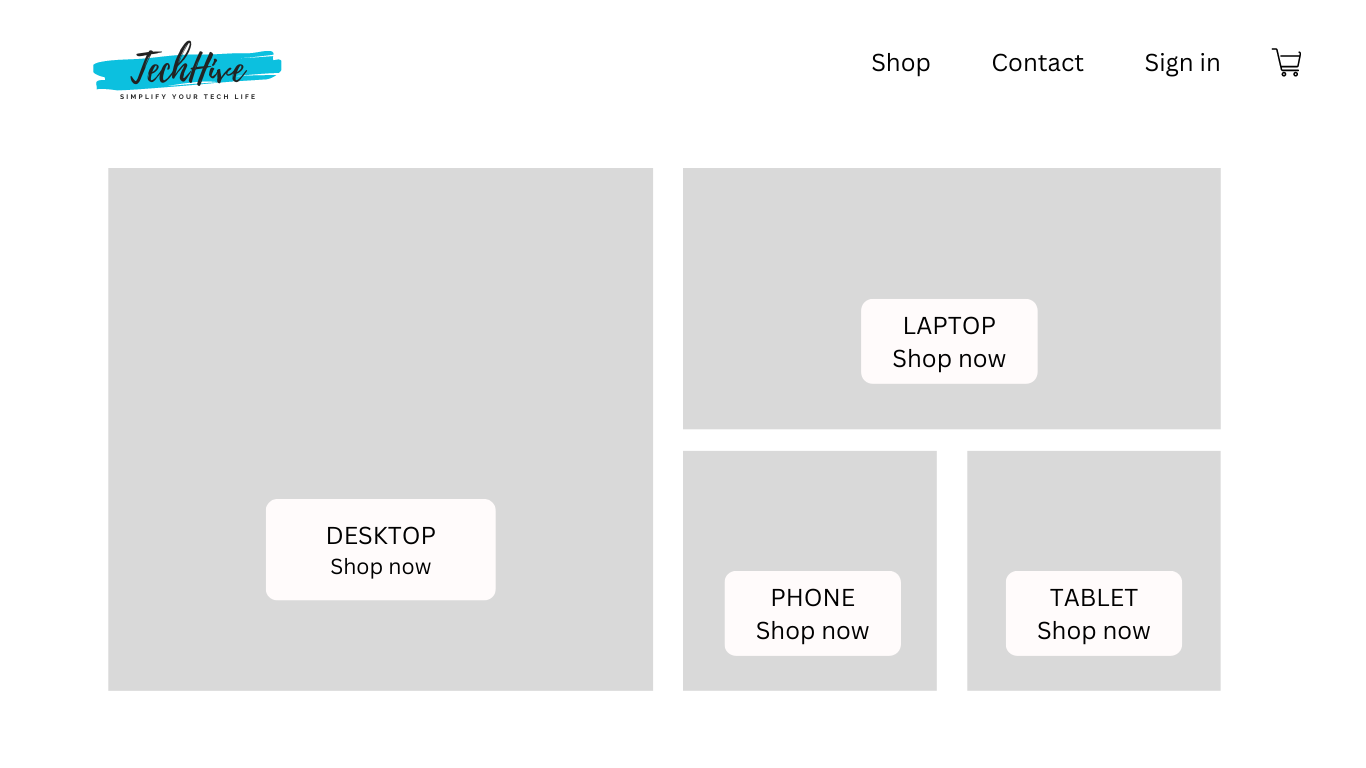 TechHive
SIMPLIFY YOUR TECH LIFE
Shop Contact Sign in
DESKTOP
Shop now
LAPTOP
Shop now
PHONE
Shop now
TABLET
Shop now